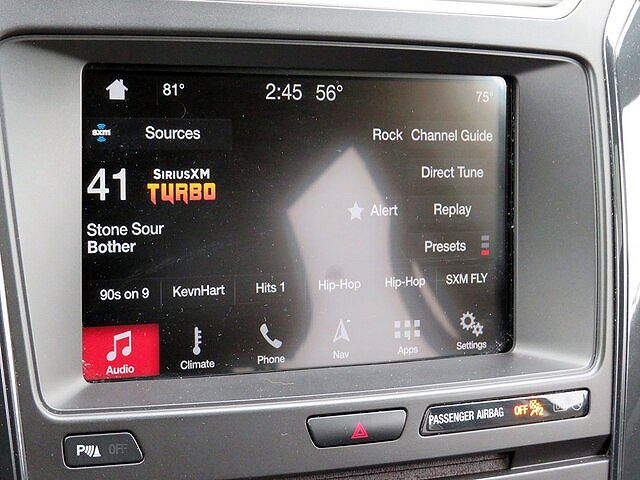 81° 2:45 56° 75°
sxm Sources Rock Channel Guide
41 SiriusXM TURBO Direct Tune
Alert Replay
Stone Sour
Bother Presets
90s on 9 KevnHart Hits 1 Hip-Hop Hip-Hop SXM FLY
Audio Climate Phone Nav Apps Settings
P OFF PASSENGER AIRBAG OFF 2